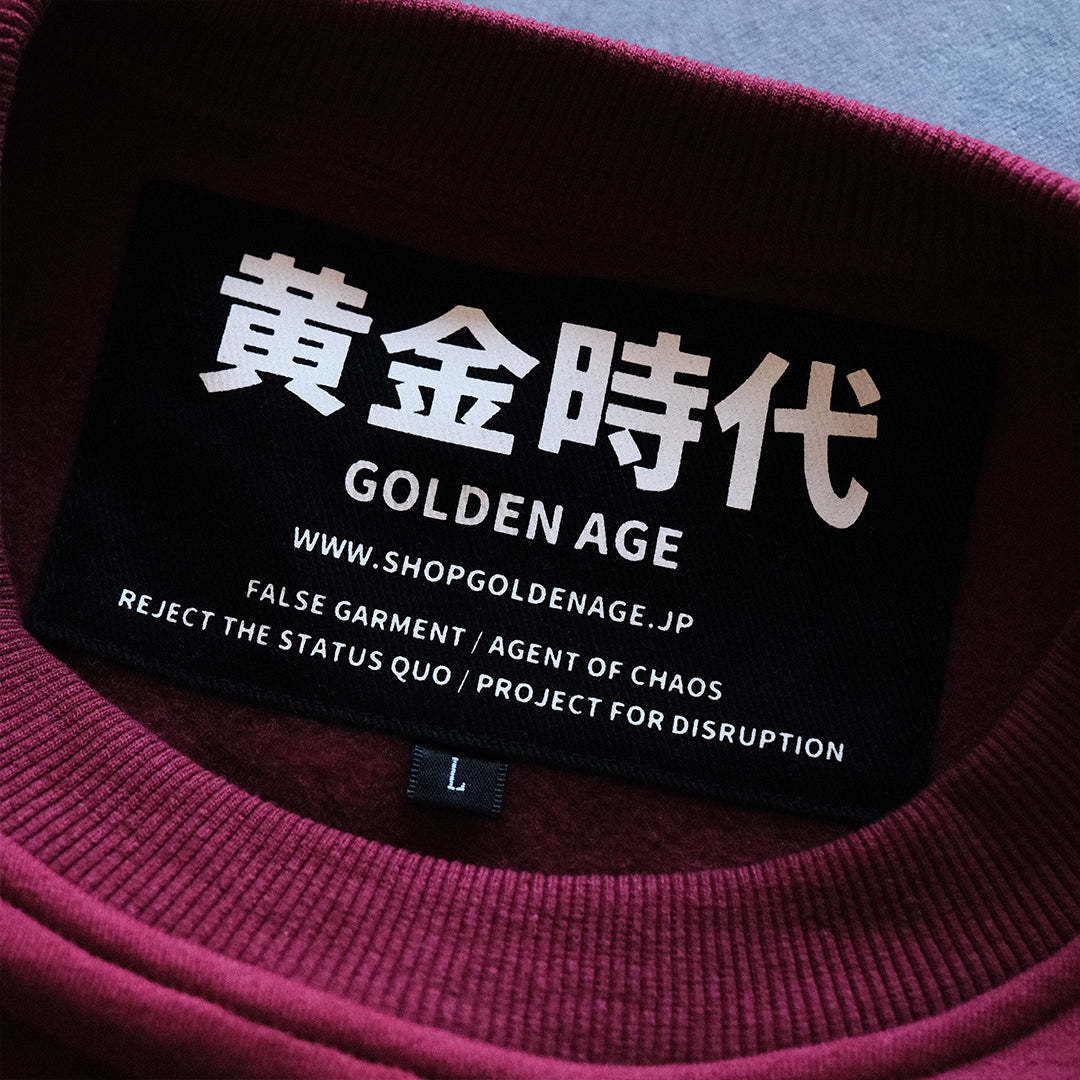 黄金時代
GOLDEN AGE
WWW.SHOPGOLDENAGE.JP
FALSE GARMENT / AGENT OF CHAOS
REJECT THE STATUS QUO / PROJECT FOR DISRUPTION
L